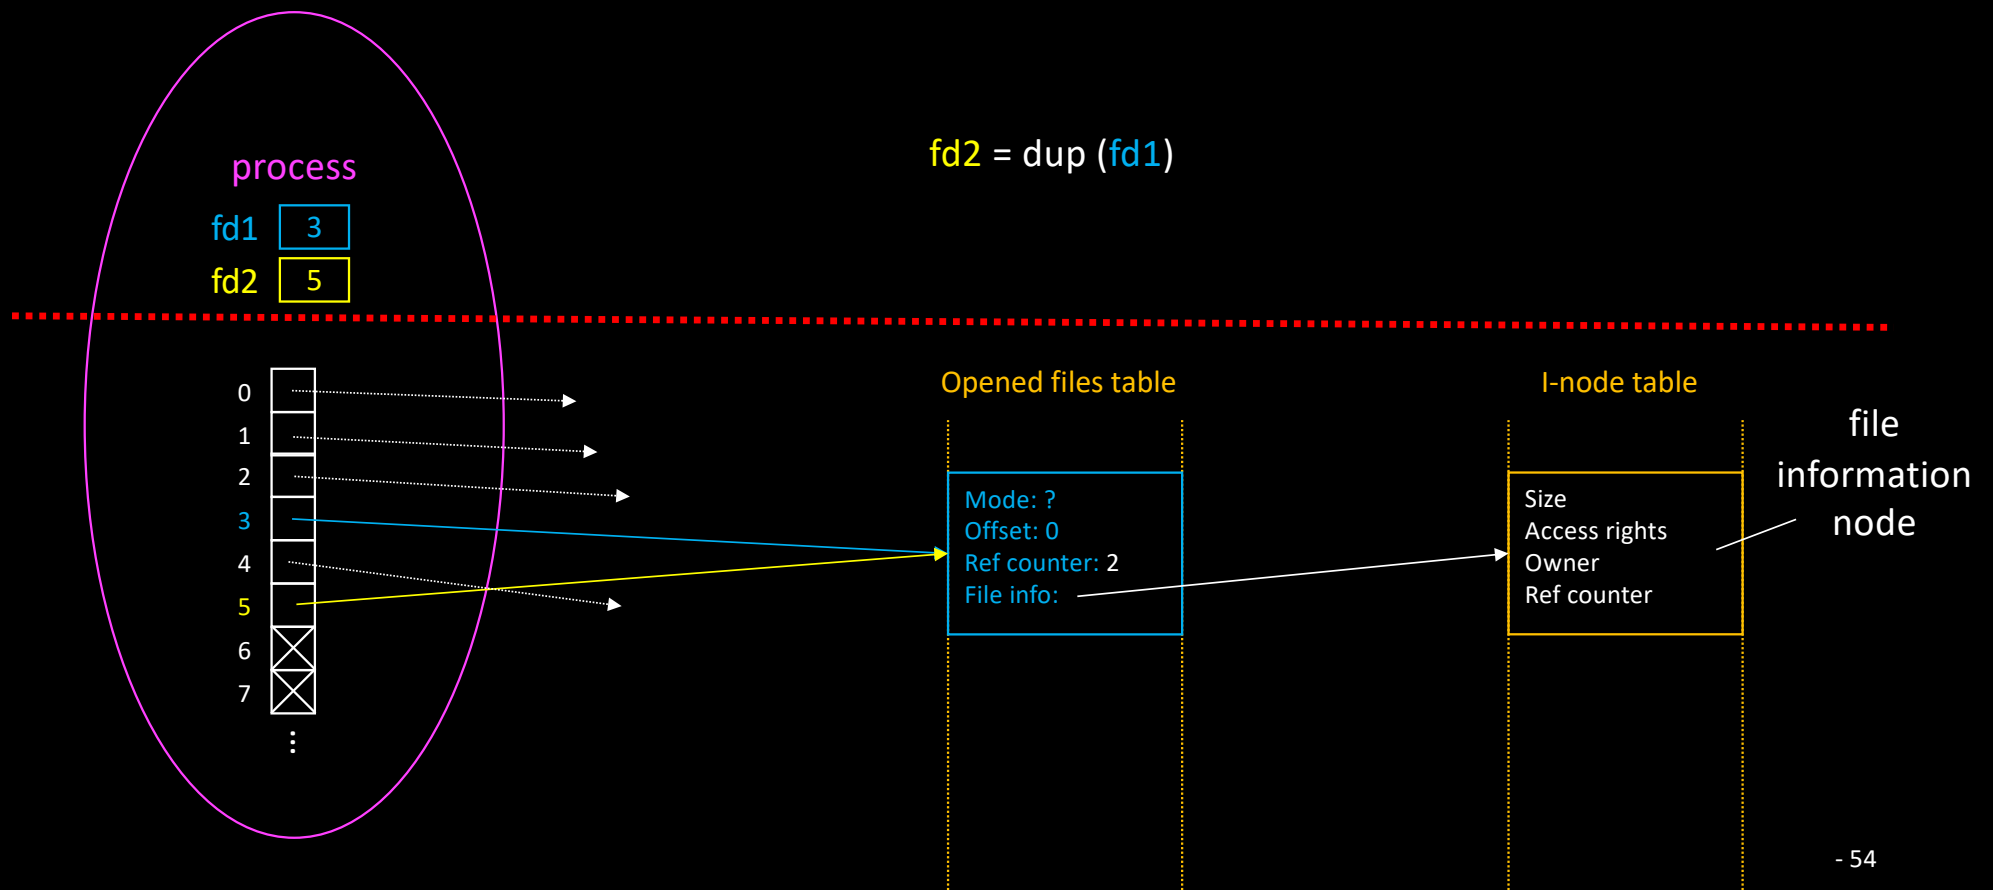 fd2 = dup (fd1)
process
fd1 3
fd2 5
0
1
2
3
4
5
6
7
...
Opened files table
Mode: ?
Offset: 0
Ref counter: 2
File info:
I-node table
Size
Access rights
Owner
Ref counter
file
information
node
- 54